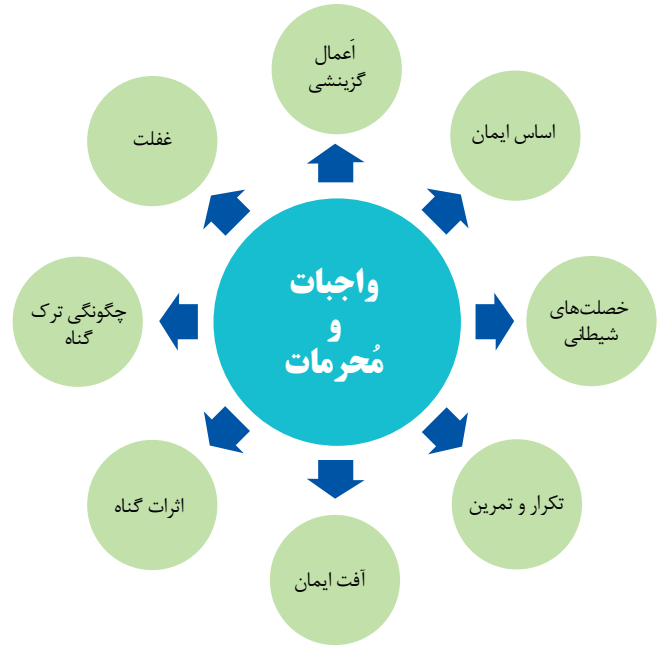 اَعمال
گزینشی
اساس ایمان
خصلت‌های
شیطانی
تکرار و تمرین
آفت ایمان
اثرات گناه
چگونگی ترک
گناه
غفلت
واجبات
و
مُحرمات